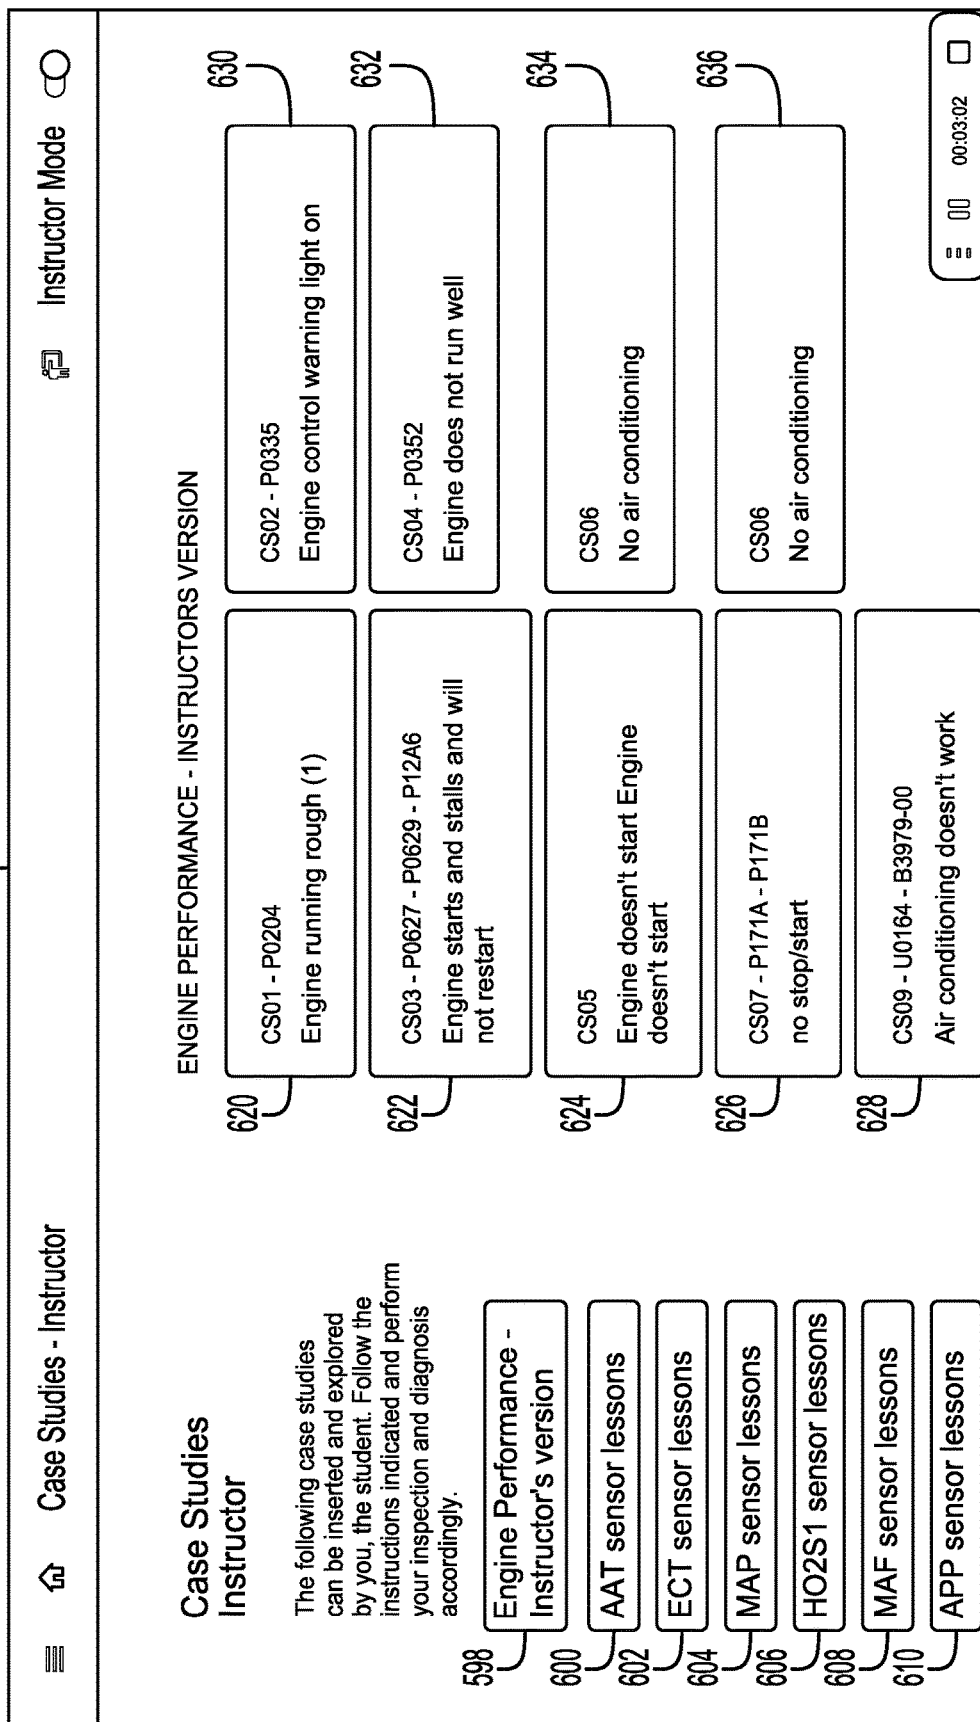 Case Studies - Instructor
Instructor Mode
Case Studies
Instructor
The following case studies
can be inserted and explored
by you, the student. Follow the
instructions indicated and perform
your inspection and diagnosis
accordingly.
598
Engine Performance -
Instructor's version
600
AAT sensor lessons
602
ECT sensor lessons
604
MAP sensor lessons
606
HO2S1 sensor lessons
608
MAF sensor lessons
610
APP sensor lessons
ENGINE PERFORMANCE - INSTRUCTORS VERSION
620
CS01 - P0204
Engine running rough (1)
630
CS02 - P0335
Engine control warning light on
622
CS03 - P0627 - P0629 - P12A6
Engine starts and stalls and will
not restart
632
CS04 - P0352
Engine does not run well
624
CS05
Engine doesn't start Engine
doesn't start
634
CS06
No air conditioning
626
CS07 - P171A - P171B
no stop/start
636
CS06
No air conditioning
628
CS09 - U0164 - B3979-00
Air conditioning doesn't work
00:03:02